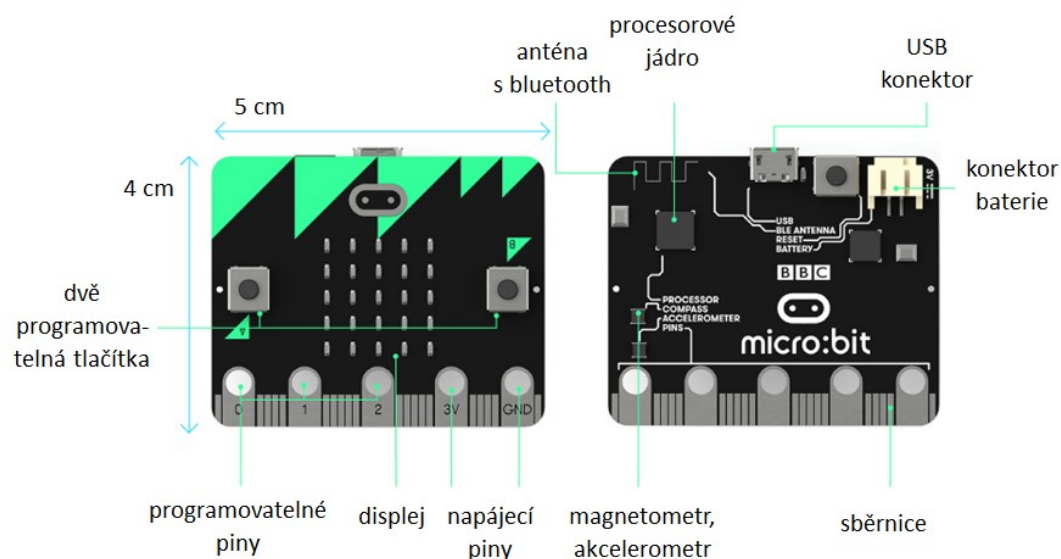 procesorové
jádro
anténa
s bluetooth
USB
konektor
5 cm
4 cm
konektor
baterie
3V
USB
BLE ANTENNA
RESET
BATTERY
B
BBC
dvě
programova-
telná tlačítka
A
PROCESSOR
COMPASS
ACCELEROMETER
PINS
micro:bit
0 1 2 3V GND
programovatelné
piny
displej
napájecí
piny
magnetometr,
akcelerometr
sběrnice